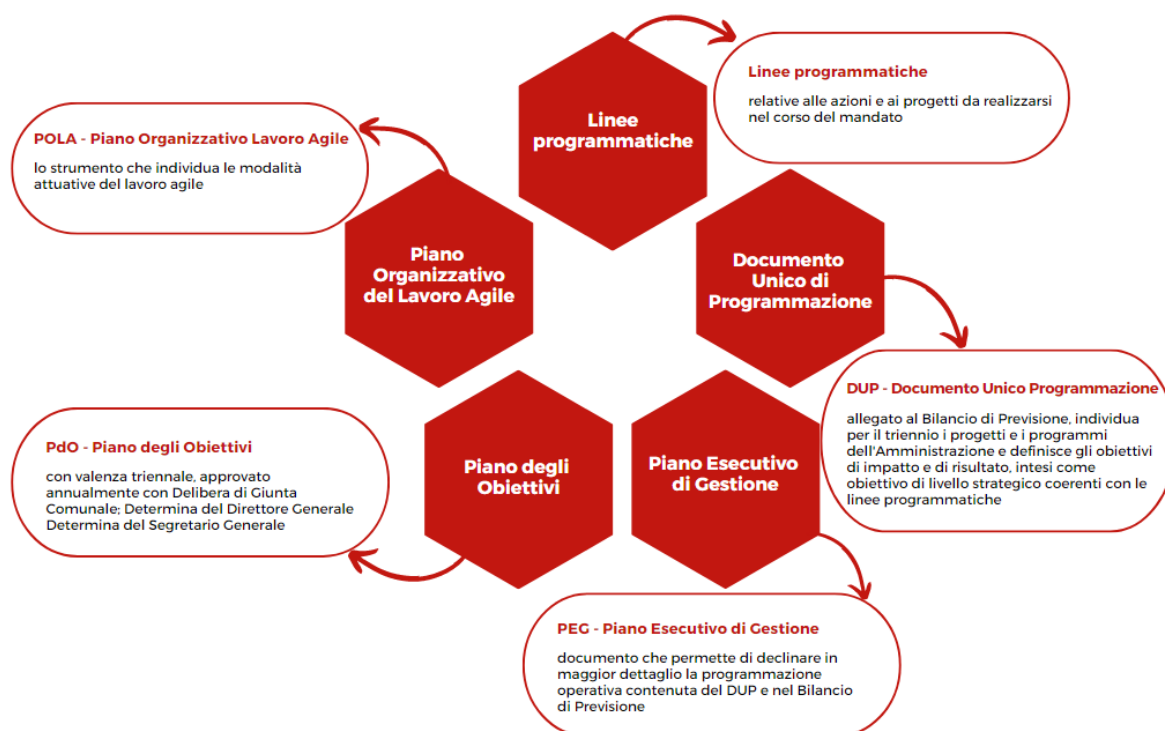 Linee
programmatiche
Linee programmatiche
relative alle azioni e ai progetti da realizzarsi
nel corso del mandato
Documento
Unico di
Programmazione
DUP - Documento Unico Programmazione
allegato al Bilancio di Previsione, individua
per il triennio i progetti e i programmi
dell'Amministrazione e definisce gli obiettivi
di impatto e di risultato, intesi come
obiettivo di livello strategico coerenti con le
linee programmatiche
Piano Esecutivo
di Gestione
PEG - Piano Esecutivo di Gestione
documento che permette di declinare in
maggior dettaglio la programmazione
operativa contenuta del DUP e nel Bilancio
di Previsione
Piano degli
Obiettivi
PdO - Piano degli Obiettivi
con valenza triennale, approvato
annualmente con Delibera di Giunta
Comunale; Determina del Direttore Generale
Determina del Segretario Generale
Piano
Organizzativo
del Lavoro Agile
POLA - Piano Organizzativo Lavoro Agile
lo strumento che individua le modalità
attuative del lavoro agile